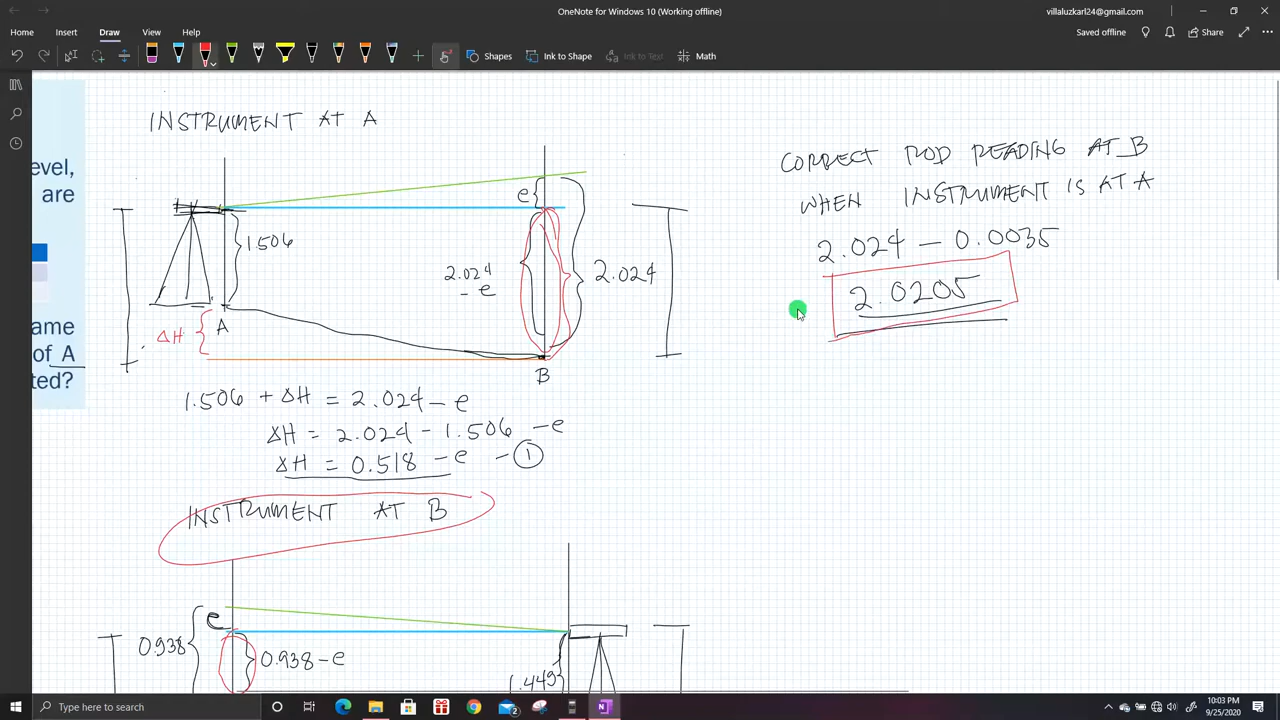 OneNote for Windows 10 (Working offline)
villaluzkarl24@gmail.com
Home Insert Draw View Help
Saved offline
Share
Shapes
Ink to Shape
Ink to Text
Math
evel,
are
ame
of A
ted?
INSTRUMENT AT A
1.506
e
2.024
- e
2.024
ΔH
A
B
1.506 + ΔH = 2.024 - e
ΔH = 2.024 - 1.506 - e
ΔH = 0.518 - e - 1
INSTRUMENT AT B
e
0.938
0.938 - e
1.449
CORRECT ROD READING AT B
WHEN INSTRUMENT IS AT A
2.024 - 0.0035
2.0205
Type here to search
2
10:03 PM
9/25/2020